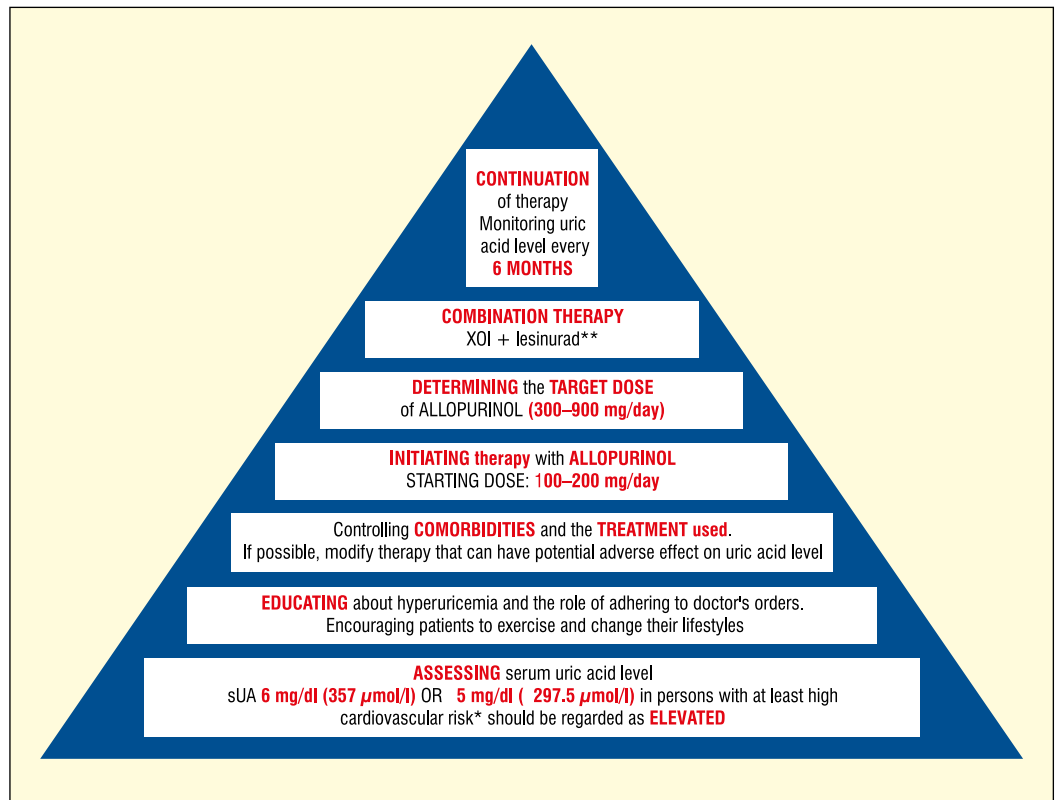 CONTINUATION
of therapy
Monitoring uric
acid level every
6 MONTHS
COMBINATION THERAPY
XOI + lesinurad**
DETERMINING the TARGET DOSE
of ALLOPURINOL (300–900 mg/day)
INITIATING therapy with ALLOPURINOL
STARTING DOSE: 100–200 mg/day
Controlling COMORBIDITIES and the TREATMENT used.
If possible, modify therapy that can have potential adverse effect on uric acid level
EDUCATING about hyperuricemia and the role of adhering to doctor's orders.
Encouraging patients to exercise and change their lifestyles
ASSESSING serum uric acid level
sUA 6 mg/dl (357 µmol/l) OR 5 mg/dl ( 297.5 µmol/l) in persons with at least high
cardiovascular risk* should be regarded as ELEVATED